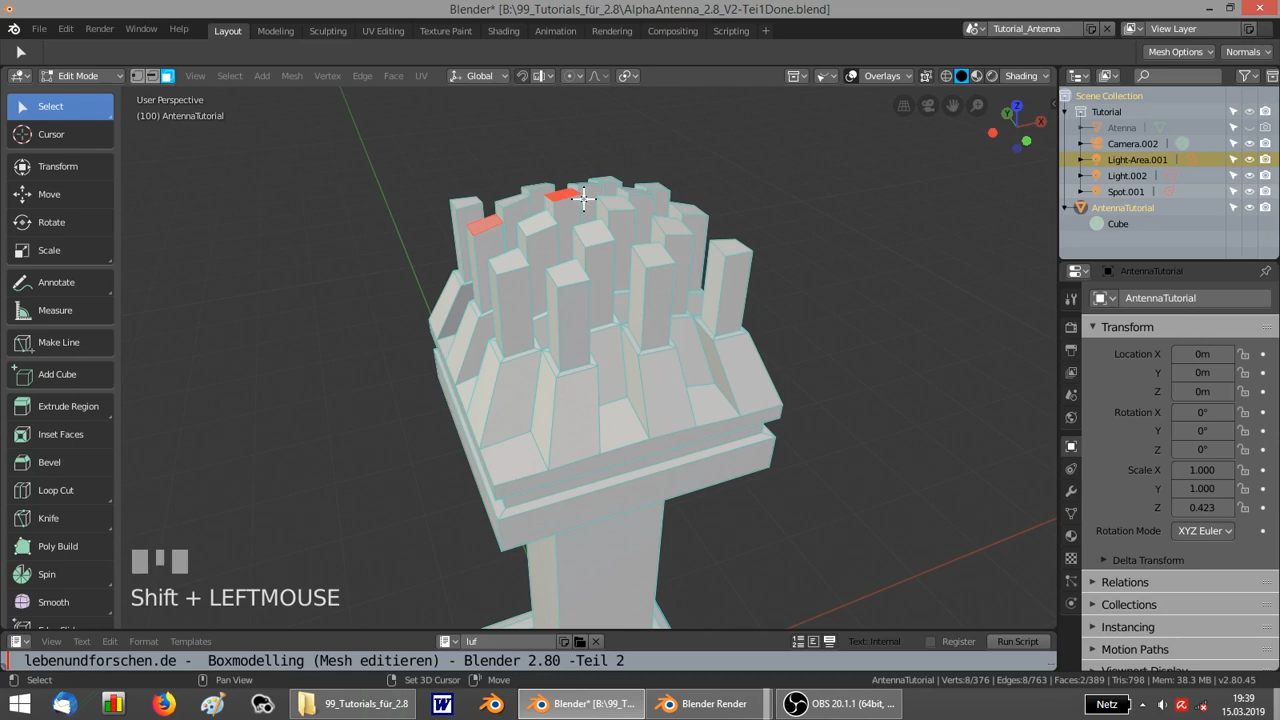 Blender* [B:\99_Tutorials_für_2.8\AlphaAntenna_2.8_V2-Tei1Done.blend]
File Edit Render Window Help Layout Modeling Sculpting UV Editing Texture Paint Shading Animation Rendering Compositing Scripting + Tutorial_Antenna View Layer
Mesh Options Normals
Edit Mode View Select Add Mesh Vertex Edge Face UV Global Overlays Shading
User Perspective
(100) AntennaTutorial
Select
Cursor
Transform
Move
Rotate
Scale
Annotate
Measure
Make Line
Add Cube
Extrude Region
Inset Faces
Bevel
Loop Cut
Knife
Poly Build
Spin
Smooth
Z
Y
X
Shift + LEFTMOUSE
Scene Collection
Tutorial
Atenna
Camera.002
Light-Area.001
Light.002
Spot.001
AntennaTutorial
Cube
AntennaTutorial
AntennaTutorial
Transform
Location X 0m
Y 0m
Z 0m
Rotation X 0°
Y 0°
Z 0°
Scale X 1.000
Y 1.000
Z 0.423
Rotation Mode XYZ Euler
Delta Transform
Relations
Collections
Instancing
Motion Paths
View Text Edit Format Templates luf Text: Internal Register Run Script
lebenundforschen.de - Boxmodelling (Mesh editieren) - Blender 2.80 -Teil 2
Select Pan View Set 3D Cursor Move AntennaTutorial | Verts:8/376 | Edges:8/763 | Faces:2/389 | Tris:798 | Mem: 38.3 MB | v2.80.45
99_Tutorials_für_2.8 Blender* [B:\99_T... Blender Render OBS 20.1.1 (64bit, ... Netz 19:39
15.03.2019